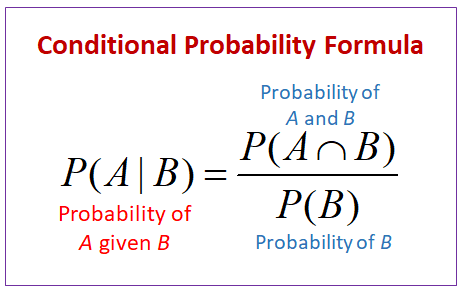 Conditional Probability Formula
Probability of
A and B
P(A | B) = P(A ∩ B)
P(B)
Probability of
A given B
Probability of B